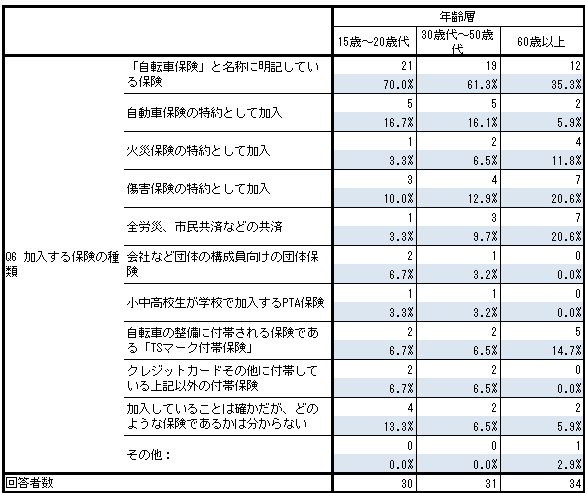 年齢層
15歳～20歳代
30歳代～50歳
代
60歳以上
Q6 加入する保険の種
類
「自転車保険」と名称に明記してい
る保険
21 19 12
70.0% 61.3% 35.3%
自動車保険の特約として加入
5 5 2
16.7% 16.1% 5.9%
火災保険の特約として加入
1 2 4
3.3% 6.5% 11.8%
傷害保険の特約として加入
3 4 7
10.0% 12.9% 20.6%
全労災、市民共済などの共済
1 3 7
3.3% 9.7% 20.6%
会社など団体の構成員向けの団体保
険
2 1 0
6.7% 3.2% 0.0%
小中高校生が学校で加入するPTA保険
1 1 0
3.3% 3.2% 0.0%
自転車の整備に付帯される保険であ
る「TSマーク付帯保険」
2 2 5
6.7% 6.5% 14.7%
クレジットカードその他に付帯して
いる上記以外の付帯保険
2 2 0
6.7% 6.5% 0.0%
加入していることは確かだが、どの
ような保険であるかは分からない
4 2 2
13.3% 6.5% 5.9%
その他：
0 0 1
0.0% 0.0% 2.9%
回答者数 30 31 34